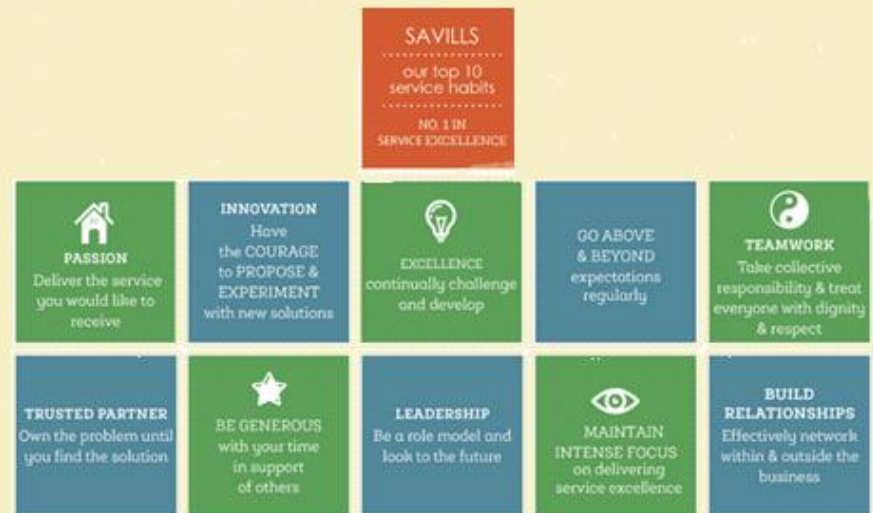 SAVILLS
our top 10
service habits
NO. 1 IN
SERVICE EXCELLENCE
PASSION
Deliver the service
you would like to
receive
INNOVATION
Have
the COURAGE
to PROPOSE &
EXPERIMENT
with new solutions
EXCELLENCE
continually challenge
and develop
GO ABOVE
& BEYOND
expectations
regularly
TEAMWORK
Take collective
responsibility & treat
everyone with dignity
& respect
TRUSTED PARTNER
Own the problem until
you find the solution
BE GENEROUS
with your time
in support
of others
LEADERSHIP
Be a role model and
look to the future
MAINTAIN
INTENSE FOCUS
on delivering
service excellence
BUILD
RELATIONSHIPS
Effectively network
within & outside the
business